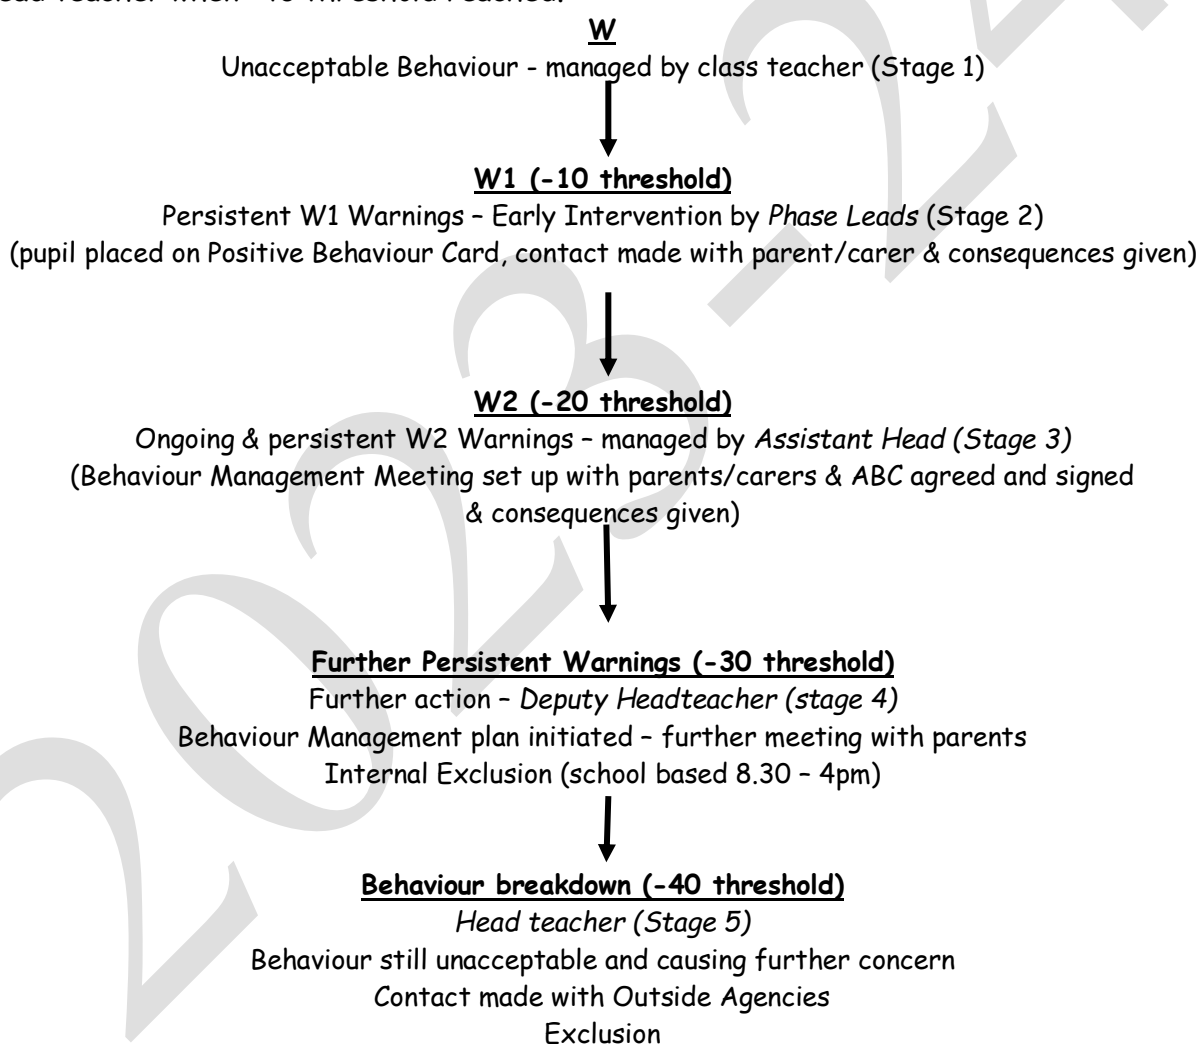 ead teacher when -40 threshold reached.
W
Unacceptable Behaviour - managed by class teacher (Stage 1)
W1 (-10 threshold)
Persistent W1 Warnings – Early Intervention by Phase Leads (Stage 2)
(pupil placed on Positive Behaviour Card, contact made with parent/carer & consequences given)
W2 (-20 threshold)
Ongoing & persistent W2 Warnings – managed by Assistant Head (Stage 3)
(Behaviour Management Meeting set up with parents/carers & ABC agreed and signed
& consequences given)
Further Persistent Warnings (-30 threshold)
Further action – Deputy Headteacher (stage 4)
Behaviour Management plan initiated – further meeting with parents
Internal Exclusion (school based 8.30 – 4pm)
Behaviour breakdown (-40 threshold)
Head teacher (Stage 5)
Behaviour still unacceptable and causing further concern
Contact made with Outside Agencies
Exclusion
2023-24